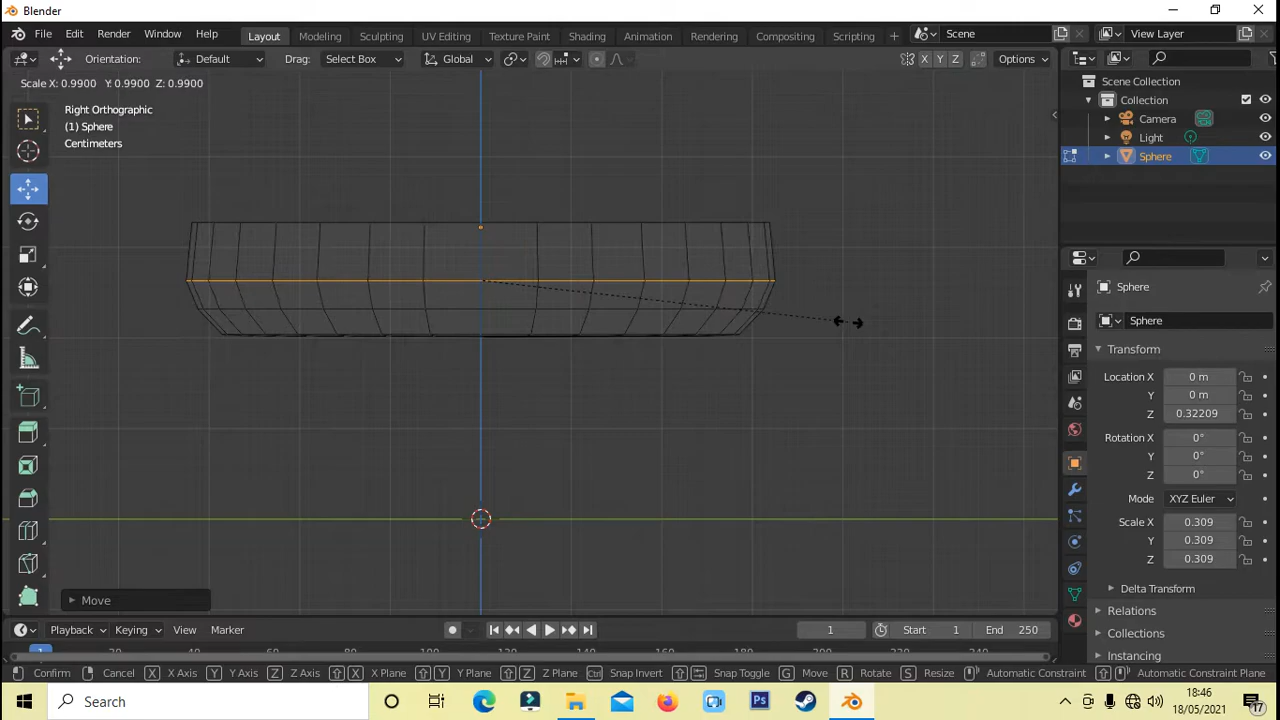 Blender
File Edit Render Window Help Layout Modeling Sculpting UV Editing Texture Paint Shading Animation Rendering Compositing Scripting + Scene View Layer
Orientation: Default Drag: Select Box Global X Y Z Options
Scale X: 0.9900 Y: 0.9900 Z: 0.9900
Scene Collection
Right Orthographic
(1) Sphere
Centimeters
Collection
Camera
Light
Sphere
Sphere
Sphere
Transform
Location X 0 m
Y 0 m
Z 0.32209
Rotation X 0°
Y 0°
Z 0°
Mode XYZ Euler
Scale X 0.309
Y 0.309
Z 0.309
Delta Transform
Move
Relations
Collections
Instancing
Playback Keying View Marker 1 Start 1 End 250
1
Confirm Cancel X X Axis Y Y Axis Z Z Axis X X Plane Y Y Plane Z Z Plane Ctrl Snap Invert Snap Toggle G Move R Rotate S Resize Automatic Constraint Automatic Constraint Plane
Search
Ps
18:46
18/05/2021
17